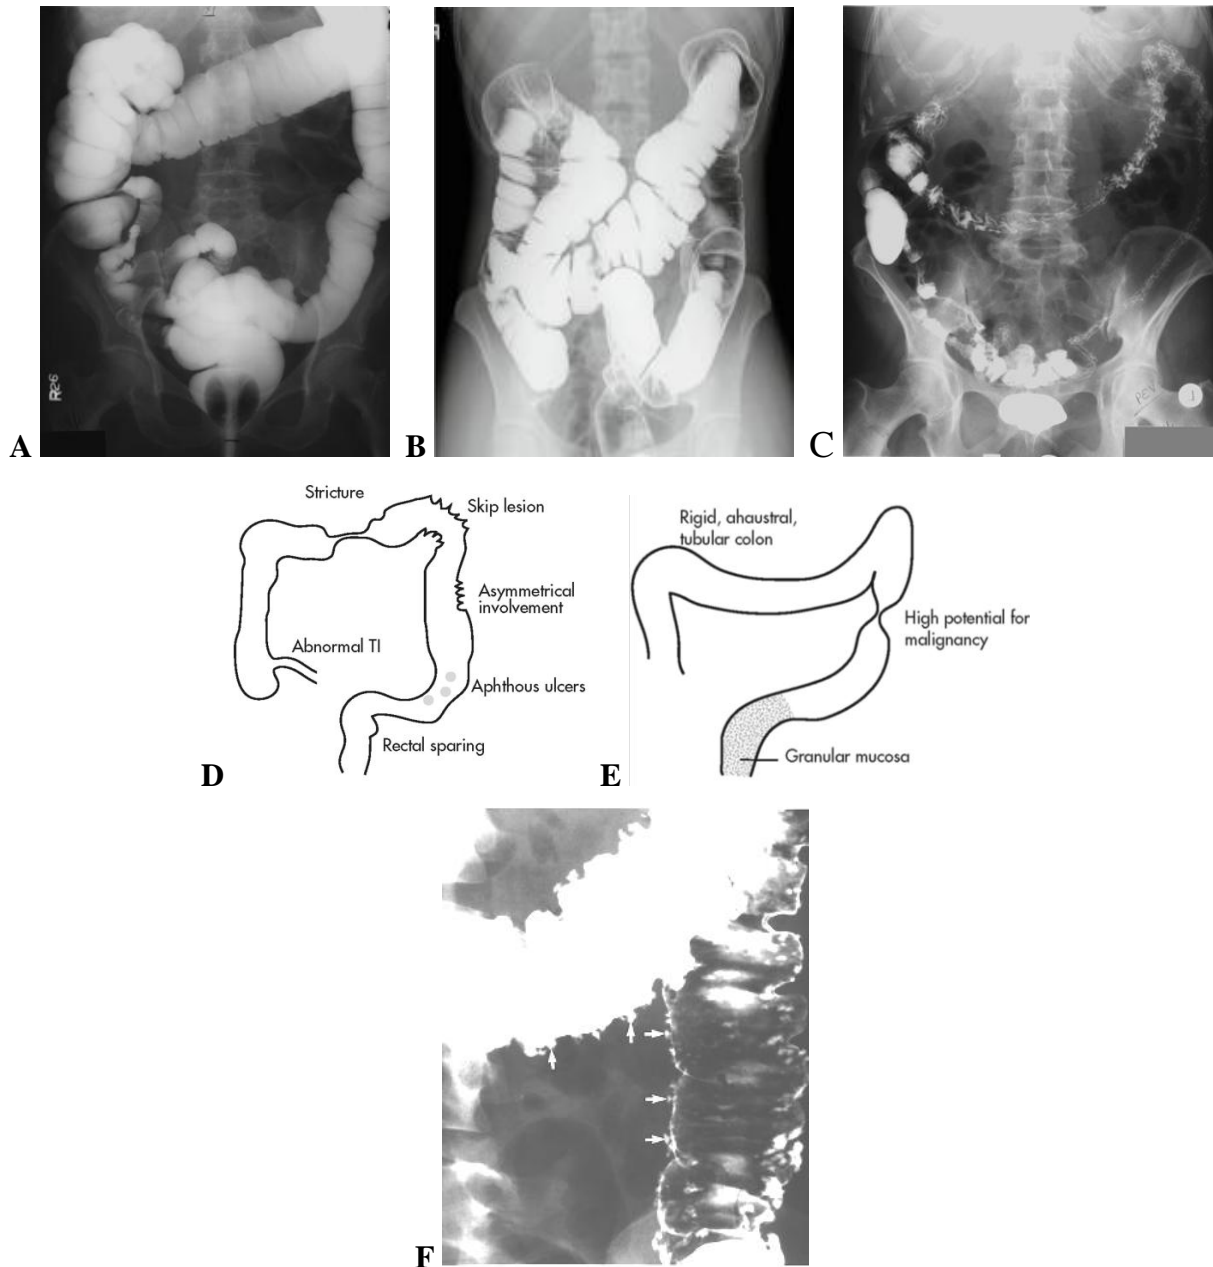 R26
A
B
C
Stricture
Skip lesion
Asymmetrical
involvement
Abnormal TI
Aphthous ulcers
Rectal sparing
D
Rigid, ahaustral,
tubular colon
High potential for
malignancy
Granular mucosa
E
F